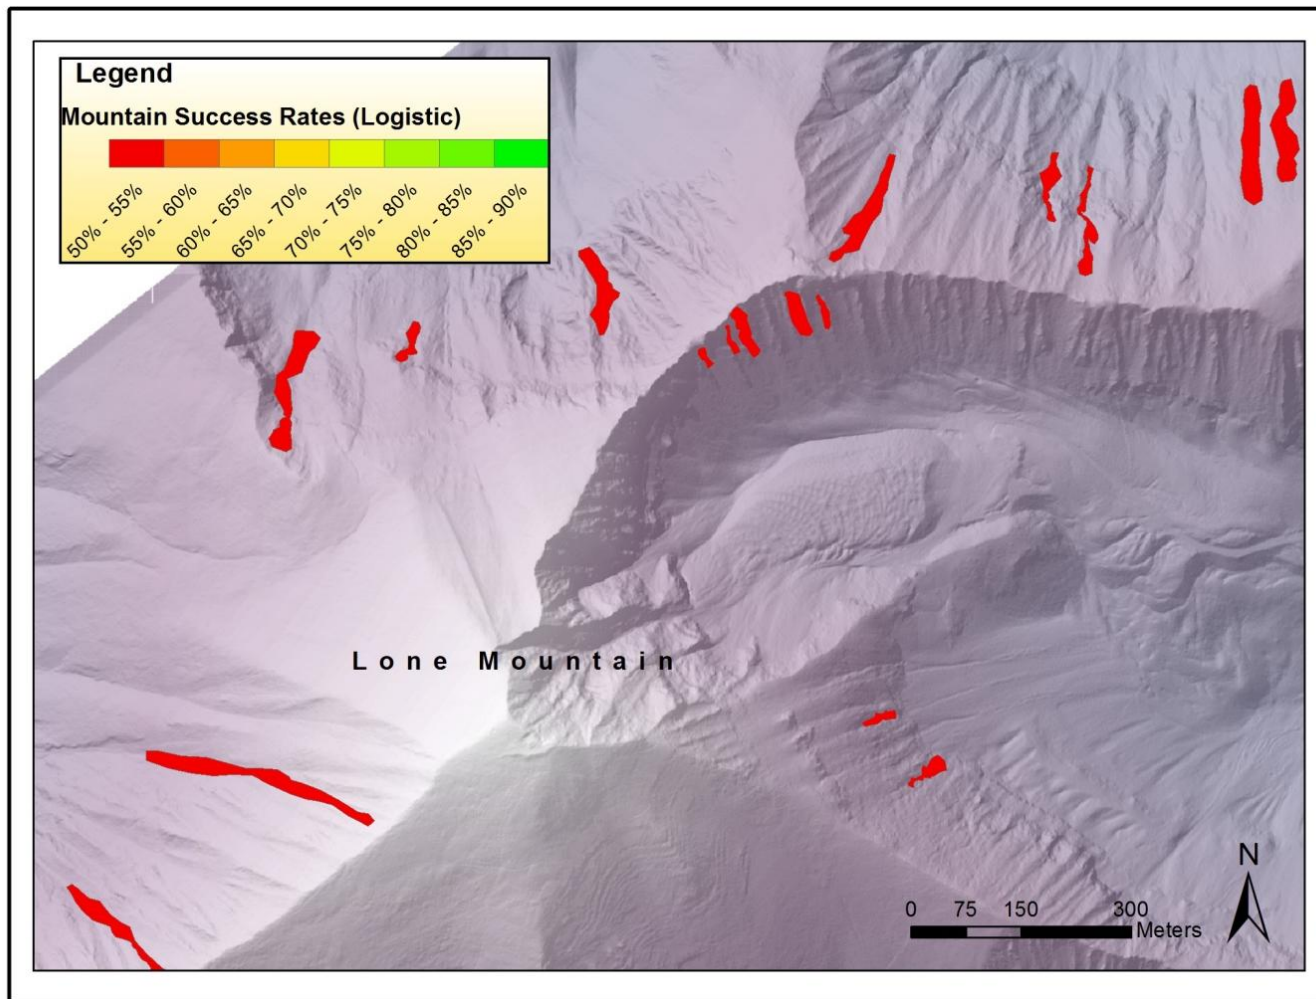 Legend
Mountain Success Rates (Logistic)
50% - 55%
55% - 60%
60% - 65%
65% - 70%
70% - 75%
75% - 80%
80% - 85%
85% - 90%
Lone Mountain
N
0 75 150 300
Meters